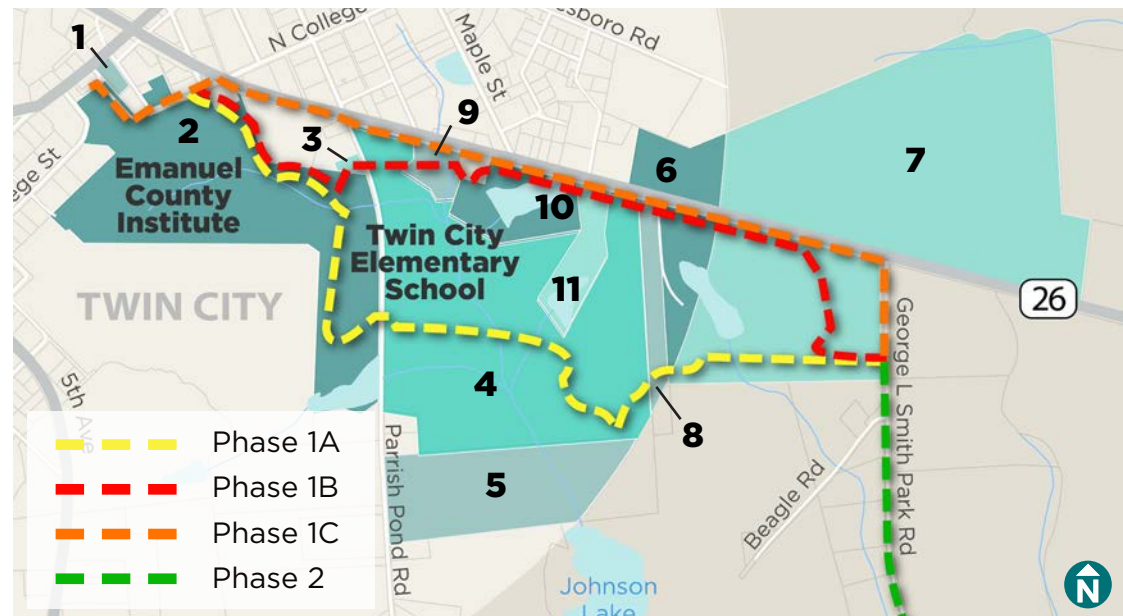 1
N College
Maple St
esboro Rd
9
2
3
6
7
Emanuel
County
Institute
ege St
10
Twin City
Elementary
School
11
TWIN CITY
26
George L Smith Park Rd
4
5th Ave
8
Parrish Pond Rd
5
Beagle Rd
Johnson
Lake
Phase 1A
Phase 1B
Phase 1C
Phase 2
N